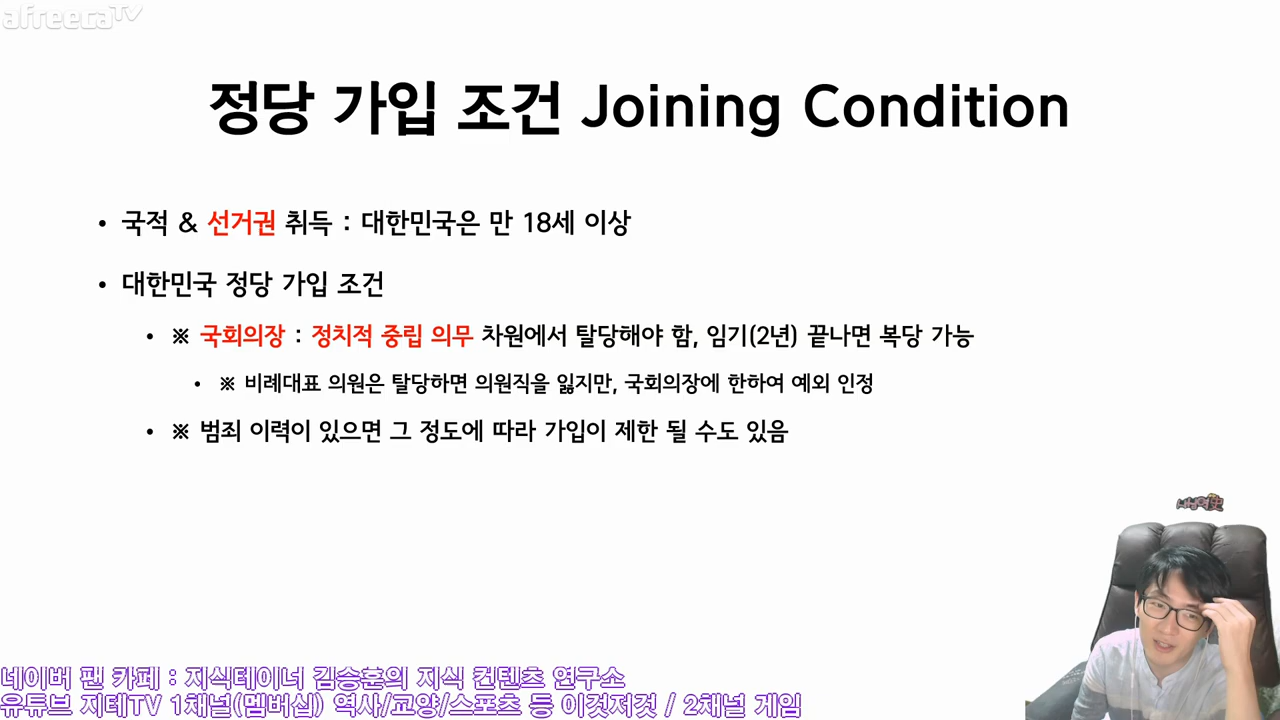 afreecaTV
정당 가입 조건 Joining Condition
• 국적 & 선거권 취득 : 대한민국은 만 18세 이상
• 대한민국 정당 가입 조건
• ※ 국회의장 : 정치적 중립 의무 차원에서 탈당해야 함, 임기(2년) 끝나면 복당 가능
• ※ 비례대표 의원은 탈당하면 의원직을 잃지만, 국회의장에 한하여 예외 인정
• ※ 범죄 이력이 있으면 그 정도에 따라 가입이 제한 될 수도 있음
네이버 팬 카페 : 지식테이너 김승훈의 지식 컨텐츠 연구소
유튜브 지테TV 1채널(멤버십) 역사/교양/스포츠 등 이것저것 / 2채널 게임